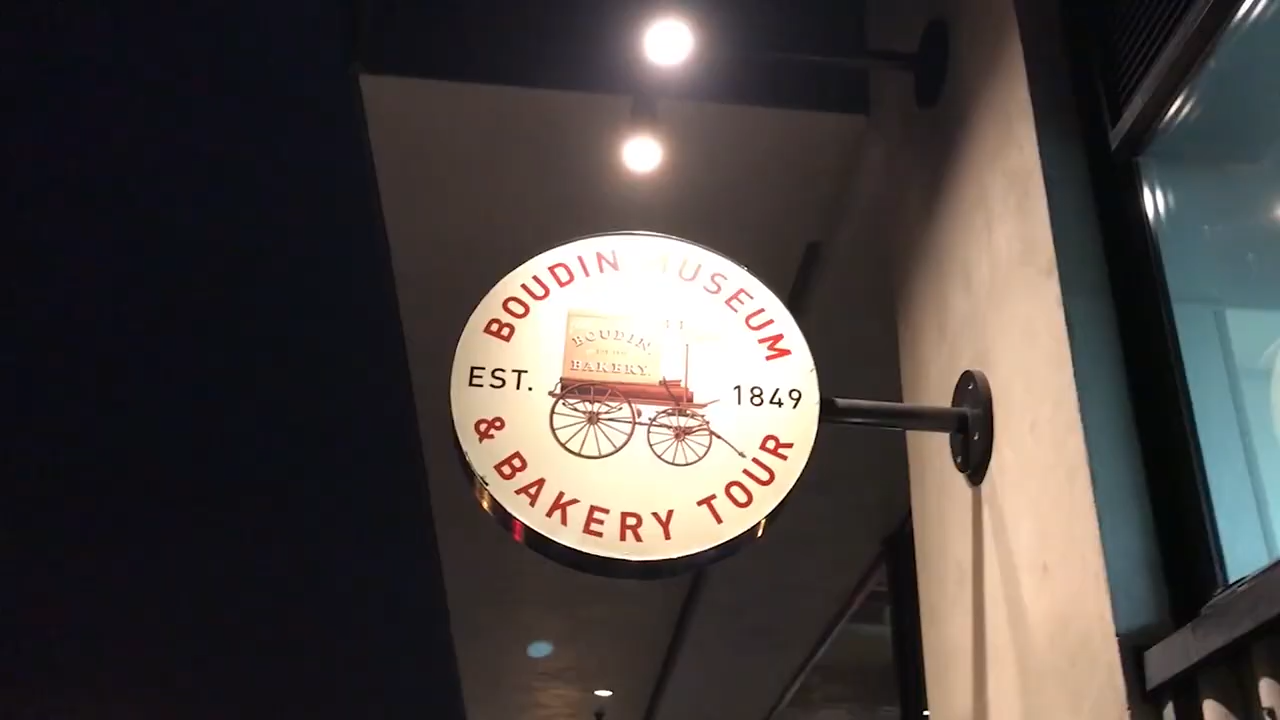 BOUDIN MUSEUM
BOUDIN
BAKERY.
EST. 1849
& BAKERY TOUR